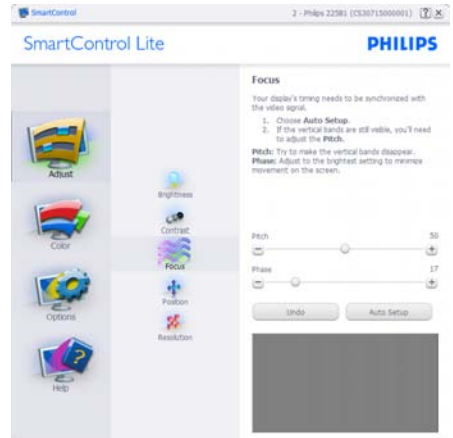 SmartControl
2 - Philips 225B1 (CS30715000001)
SmartControl Lite
PHILIPS
Adjust
Color
Options
Help
Brightness
Contrast
Focus
Position
Resolution
Focus
Your display's timing needs to be synchronized with
the video signal.
1. Choose Auto Setup.
2. If the vertical bands are still visible, you'll need
to adjust the Pitch.
Pitch: Try to make the vertical bands disappear.
Phase: Adjust to the brightest setting to minimize
movement on the screen.
Pitch 50
Phase 17
Undo
Auto Setup